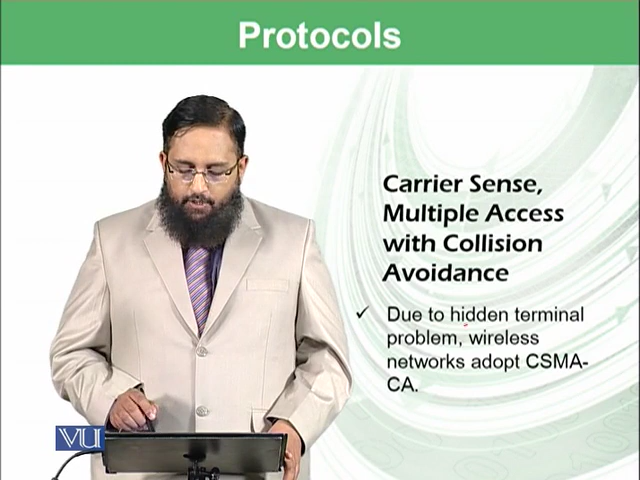 Protocols
Carrier Sense,
Multiple Access
with Collision
Avoidance
✓ Due to hidden terminal
problem, wireless
networks adopt CSMA-
CA.
VU